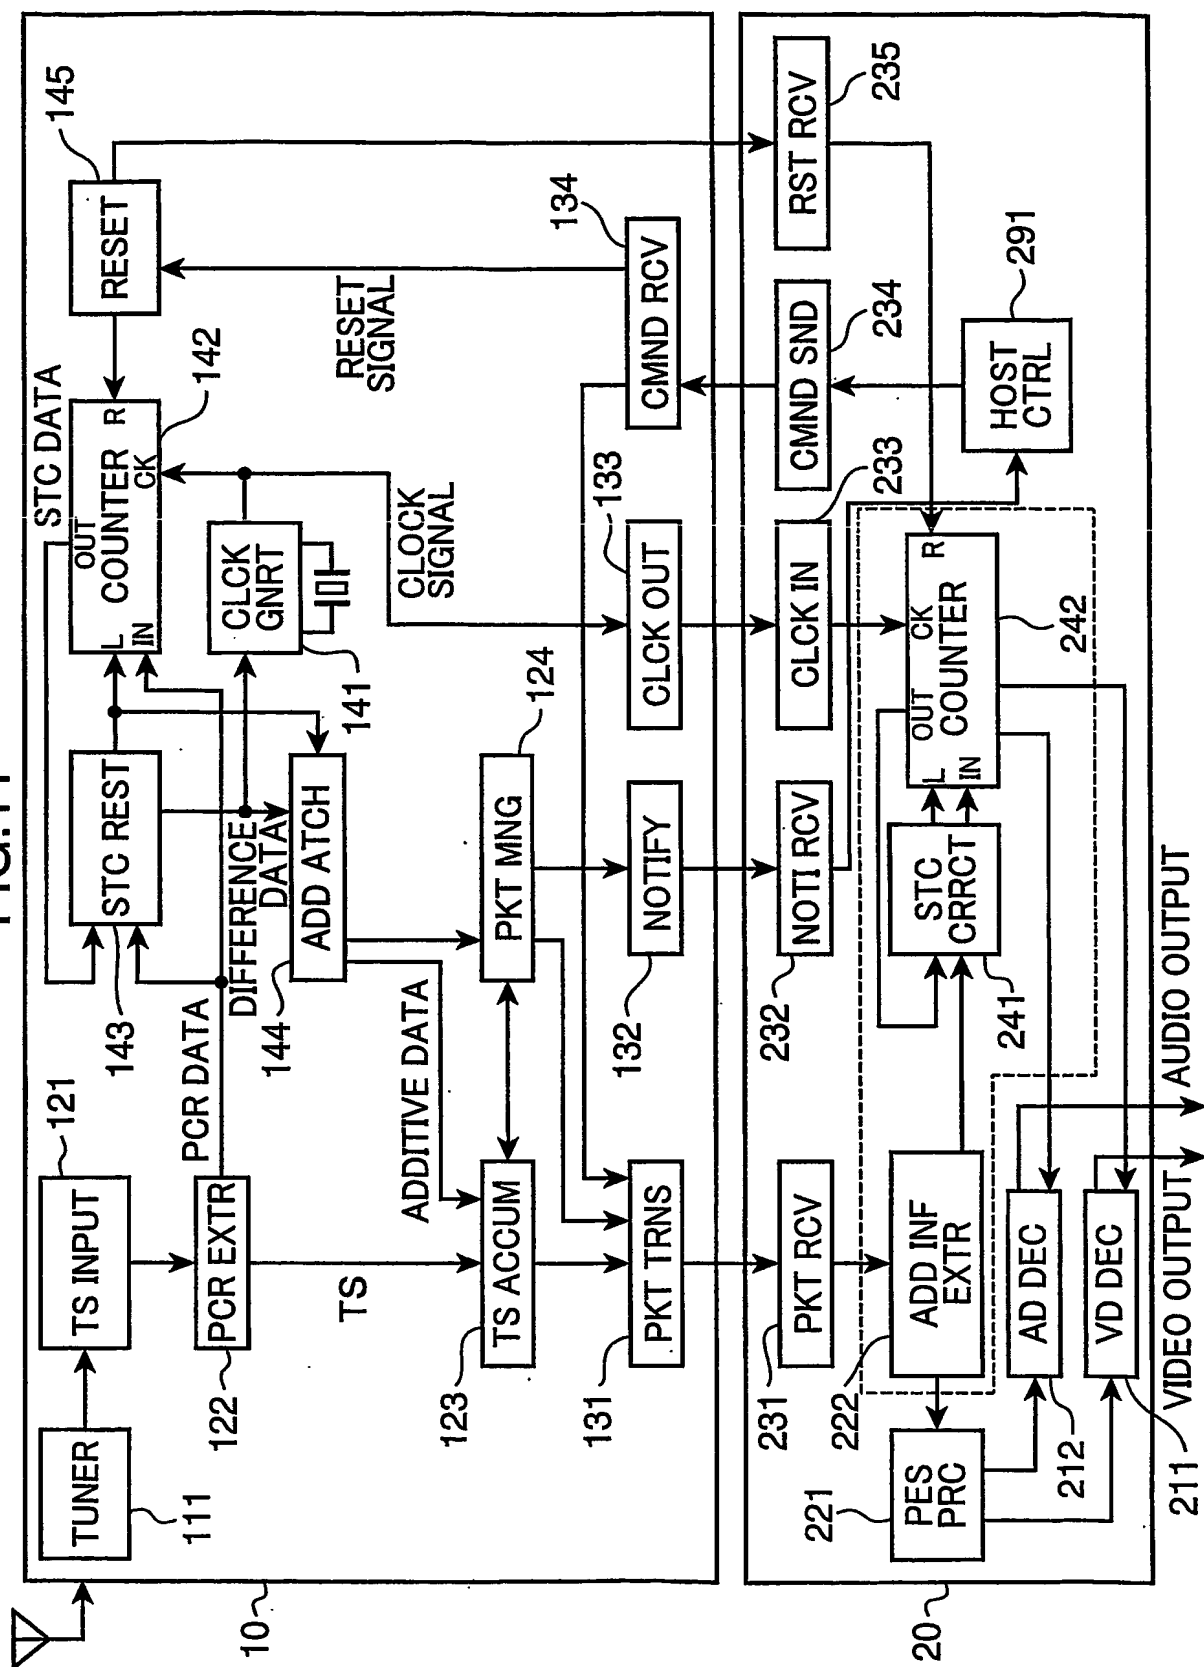 145
RESET
STC DATA
142
OUT
COUNTER
R
L
IN
CK
STC REST
143
121
TS INPUT
TUNER
111
PCR DATA
PCR EXTR
122
CLCK
GNRT
141
DIFFERENCE
DATA
ADD ATCH
144
RESET
SIGNAL
CLOCK
SIGNAL
TS
ADDITIVE DATA
124
PKT MNG
TS ACCUM
123
134
CMND RCV
133
CLCK OUT
NOTIFY
132
PKT TRNS
131
10
235
RST RCV
CMND SND
234
CLCK IN
233
NOTI RCV
232
PKT RCV
231
291
HOST
CTRL
R
CK
OUT
COUNTER
L
IN
242
STC
CRRCT
241
ADD INF
EXTR
222
PES
PRC
221
AD DEC
212
VD DEC
211
20
VIDEO OUTPUT
AUDIO OUTPUT